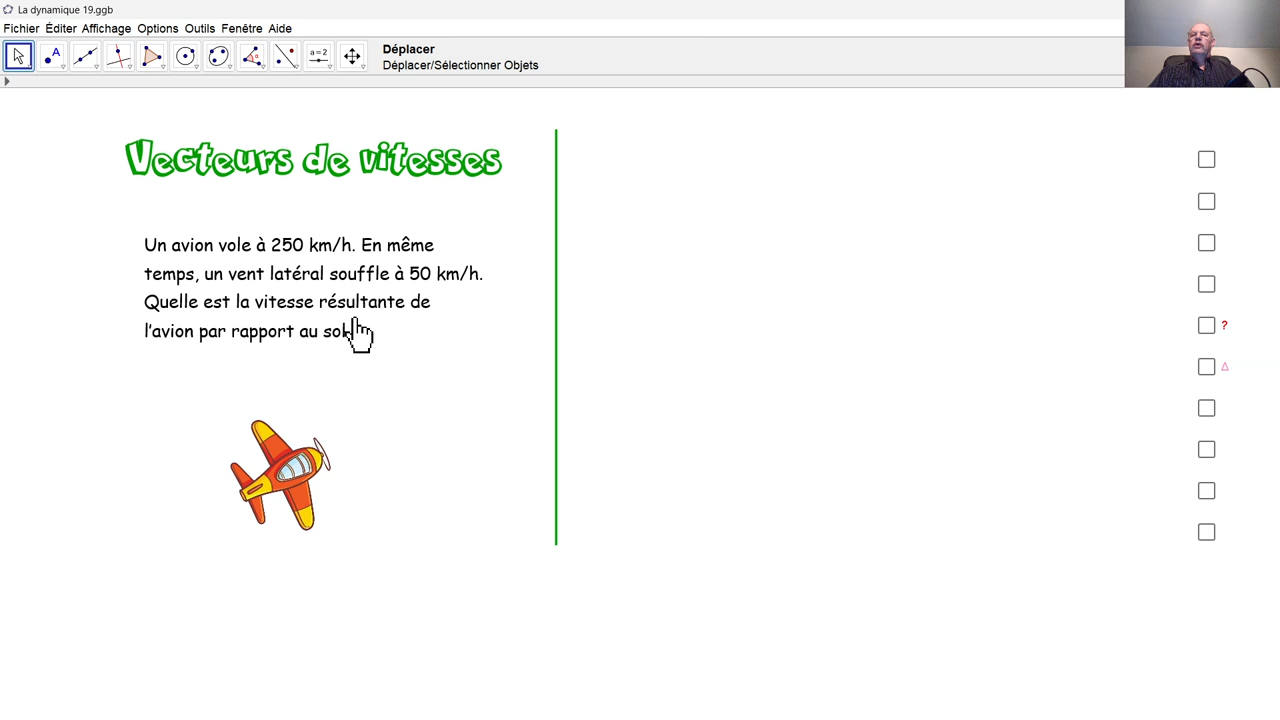 La dynamique 19.ggb
Fichier Éditer Affichage Options Outils Fenêtre Aide
A
a=2
Déplacer
Déplacer/Sélectionner Objets
Vecteurs de vitesses
Un avion vole à 250 km/h. En même
temps, un vent latéral souffle à 50 km/h.
Quelle est la vitesse résultante de
l'avion par rapport au sol
?
Δ